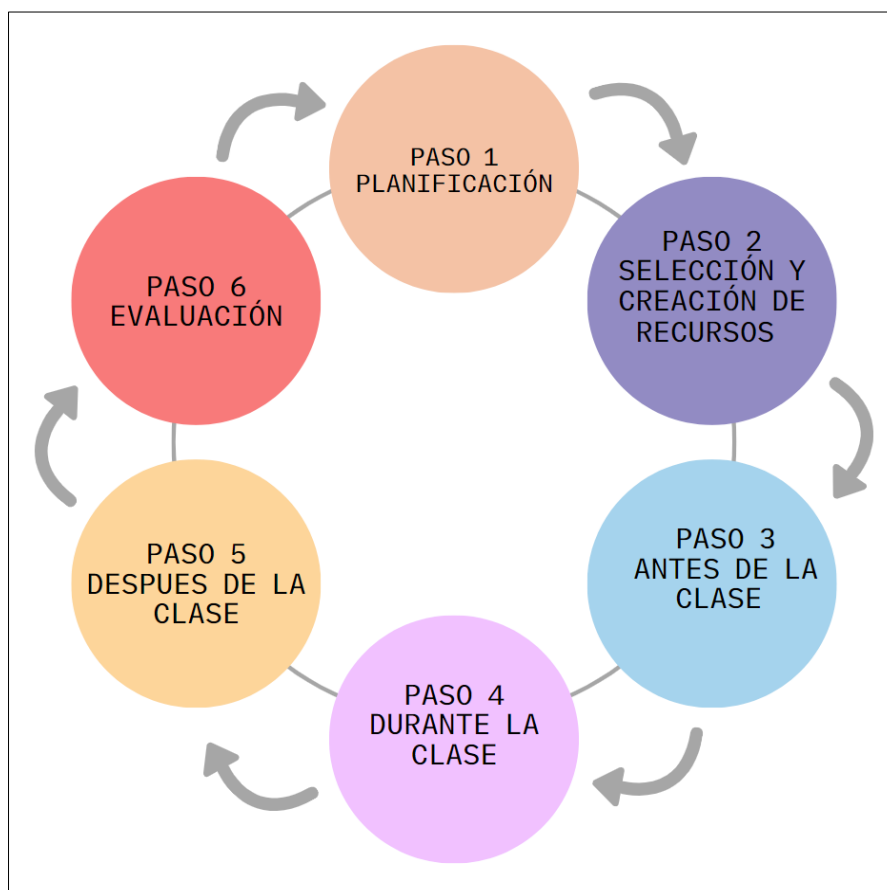 PASO 1
PLANIFICACIÓN
PASO 2
SELECCIÓN Y
CREACIÓN DE
RECURSOS
PASO 3
ANTES DE LA
CLASE
PASO 4
DURANTE LA
CLASE
PASO 5
DESPUES DE LA
CLASE
PASO 6
EVALUACIÓN